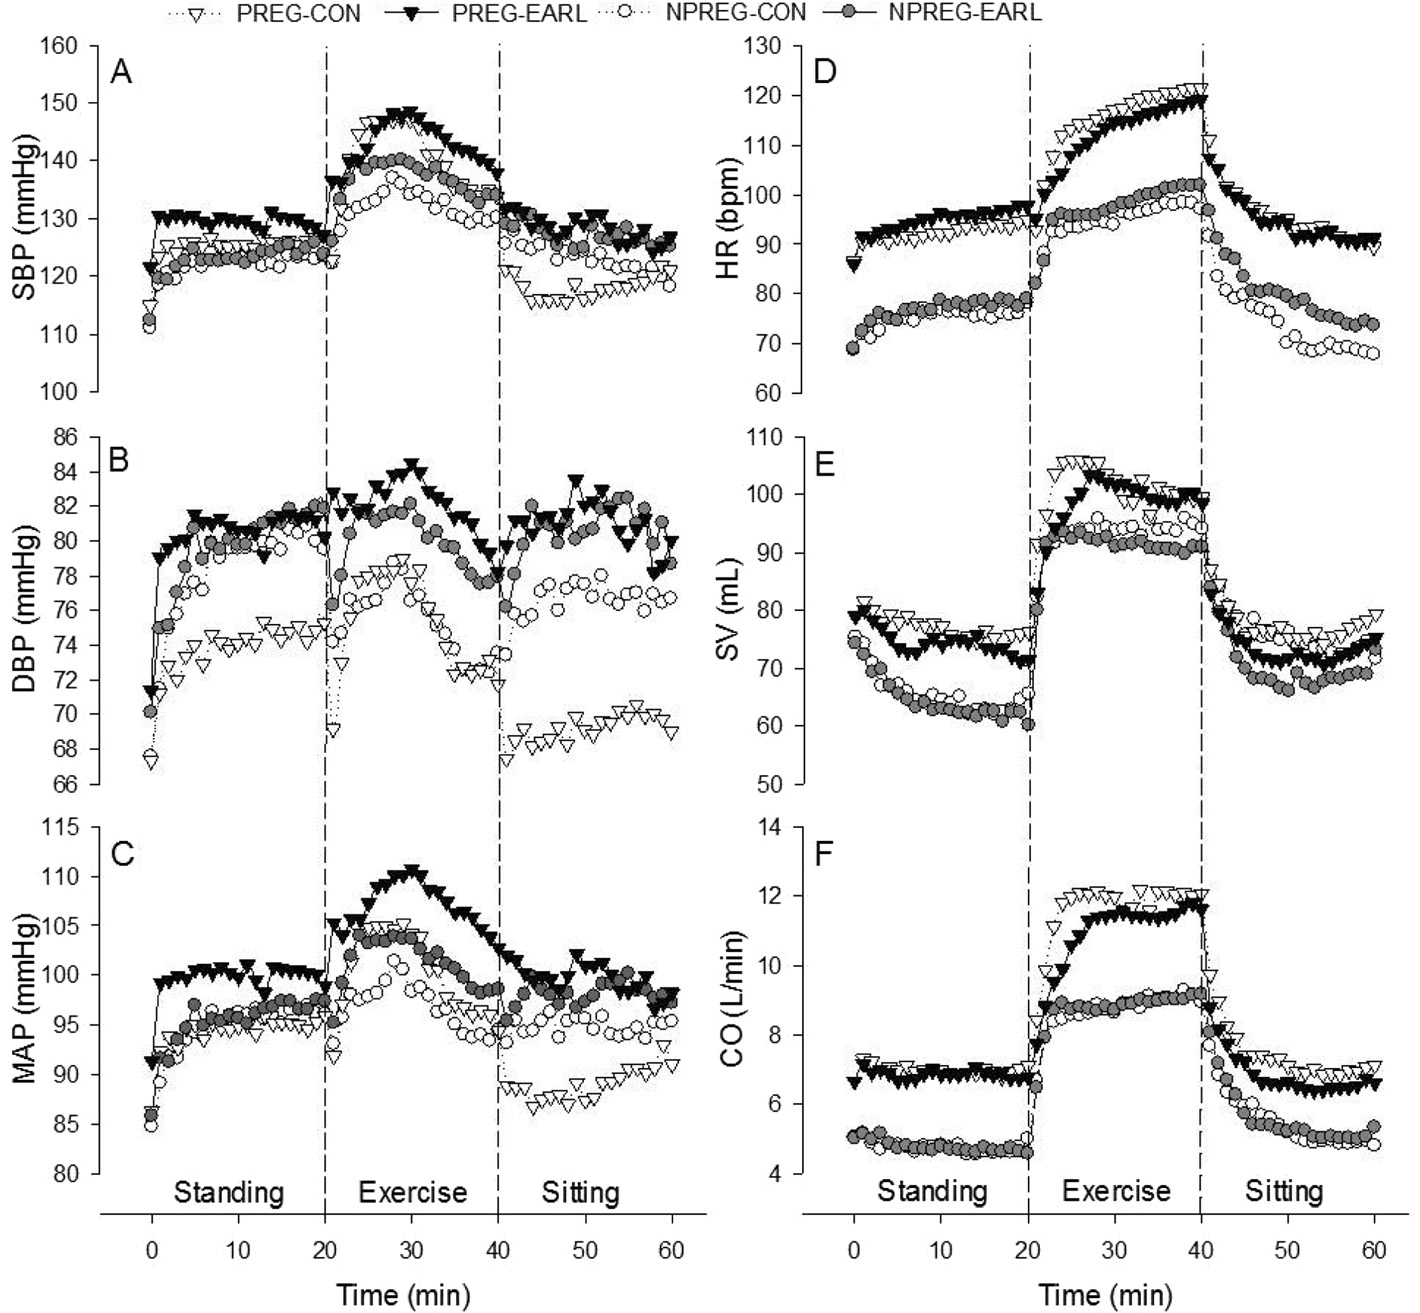 PREG-CON PREG-EARL NPREG-CON NPREG-EARL
A
160
150
140
130
120
110
100
SBP (mmHg)
D
130
120
110
100
90
80
70
60
HR (bpm)
B
86
84
82
80
78
76
74
72
70
68
66
DBP (mmHg)
E
110
100
90
80
70
60
50
SV (mL)
C
115
110
105
100
95
90
85
80
MAP (mmHg)
F
14
12
10
8
6
4
CO (L/min)
Standing Exercise Sitting
Standing Exercise Sitting
0 10 20 30 40 50 60
0 10 20 30 40 50 60
Time (min)
Time (min)